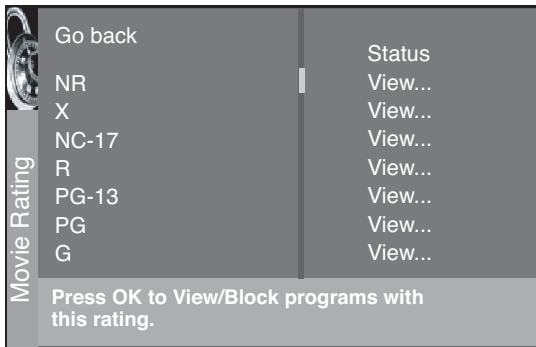 Go back
Status
NR View...
X View...
NC-17 View...
R View...
PG-13 View...
PG View...
G View...
Movie Rating
Press OK to View/Block programs with
this rating.